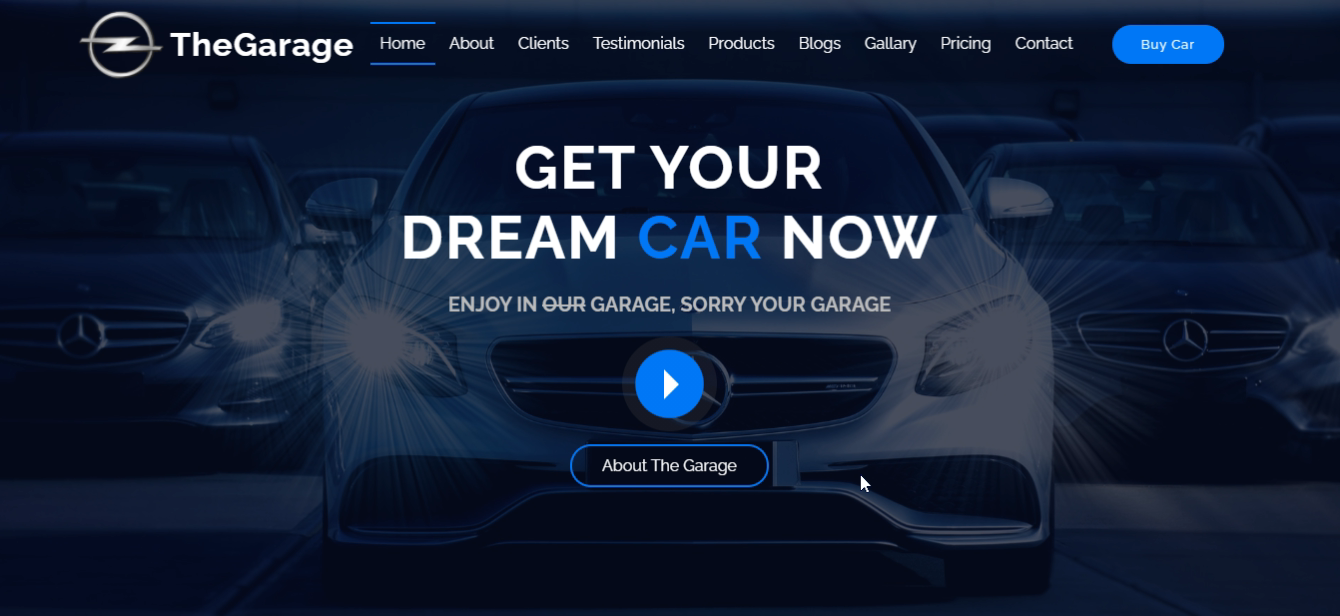 TheGarage
Home About Clients Testimonials Products Blogs Gallary Pricing Contact
Buy Car
GET YOUR
DREAM CAR NOW
ENJOY IN OUR GARAGE, SORRY YOUR GARAGE
About The Garage